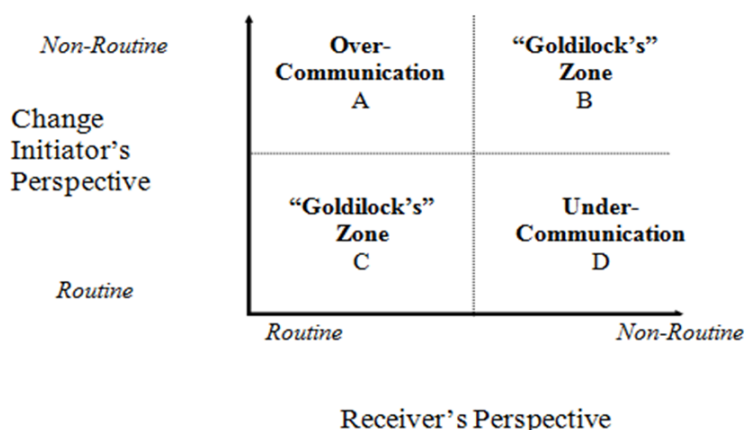 Non-Routine
Over-
Communication
A
“Goldilock’s”
Zone
B
Change
Initiator’s
Perspective
“Goldilock’s”
Zone
C
Under-
Communication
D
Routine
Routine
Non-Routine
Receiver’s Perspective